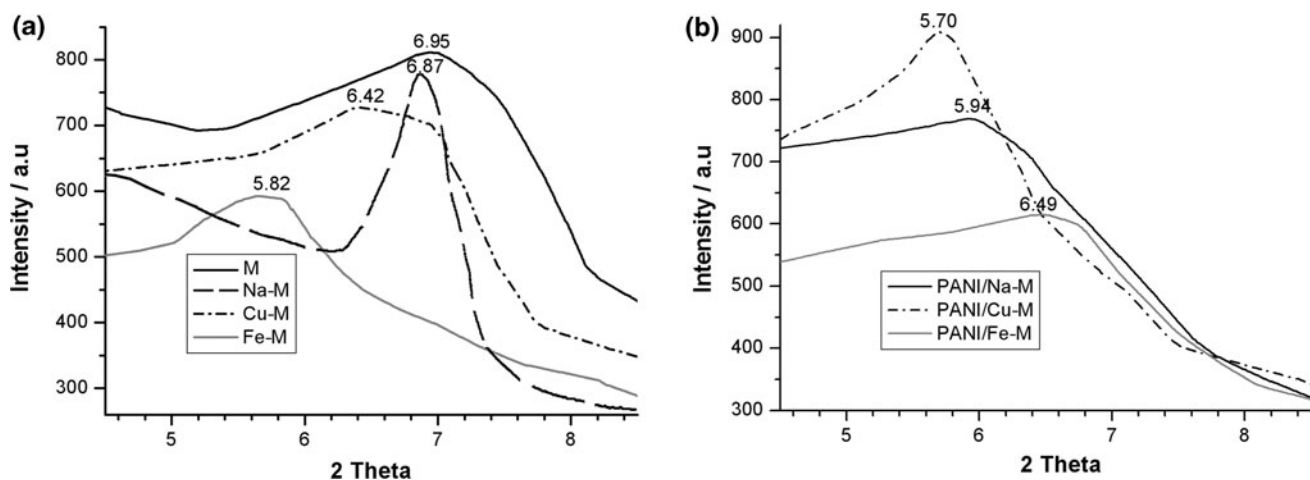 (a)
800
700
600
500
400
300
Intensity / a.u
6.95
6.87
6.42
5.82
M
Na-M
Cu-M
Fe-M
5 6 7 8
2 Theta
(b)
900
800
700
600
500
400
300
Intensity / a.u
5.70
5.94
6.49
PANI/Na-M
PANI/Cu-M
PANI/Fe-M
5 6 7 8
2 Theta